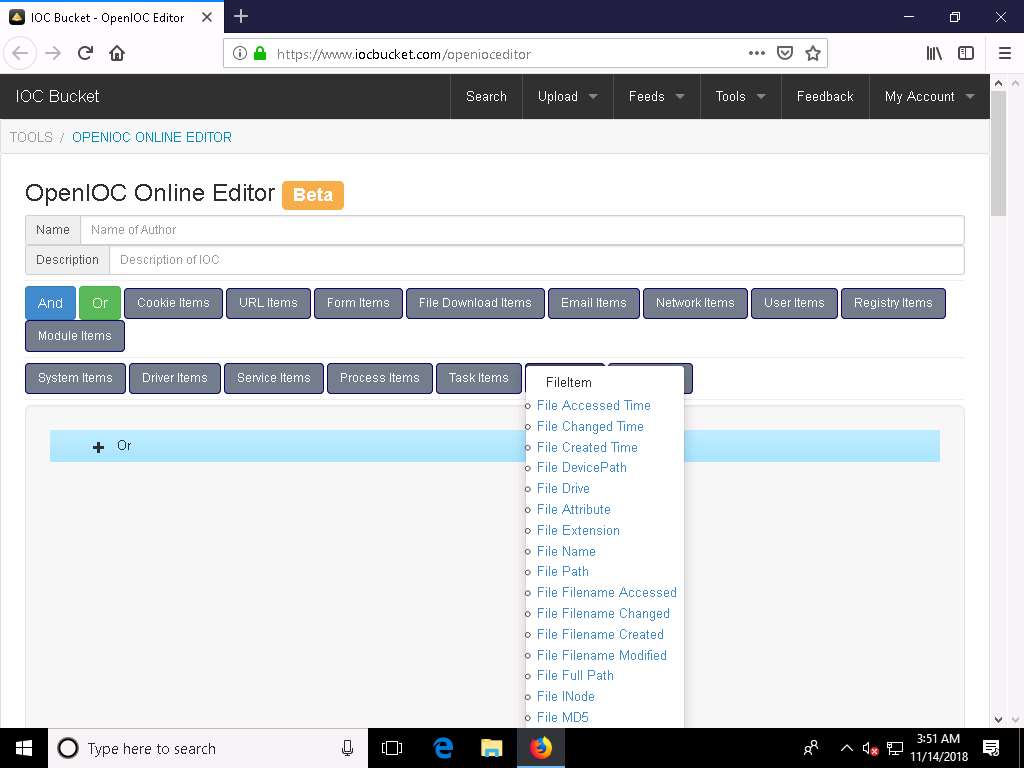 IOC Bucket - OpenIOC Editor
https://www.iocbucket.com/openioceditor
IOC Bucket
Search
Upload
Feeds
Tools
Feedback
My Account
TOOLS / OPENIOC ONLINE EDITOR
OpenIOC Online Editor Beta
Name Name of Author
Description Description of IOC
And Or Cookie Items URL Items Form Items File Download Items Email Items Network Items User Items Registry Items
Module Items
System Items Driver Items Service Items Process Items Task Items
FileItem
File Accessed Time
File Changed Time
Or
File Created Time
File DevicePath
File Drive
File Attribute
File Extension
File Name
File Path
File Filename Accessed
File Filename Changed
File Filename Created
File Filename Modified
File Full Path
File INode
File MD5
Type here to search
3:51 AM
11/14/2018